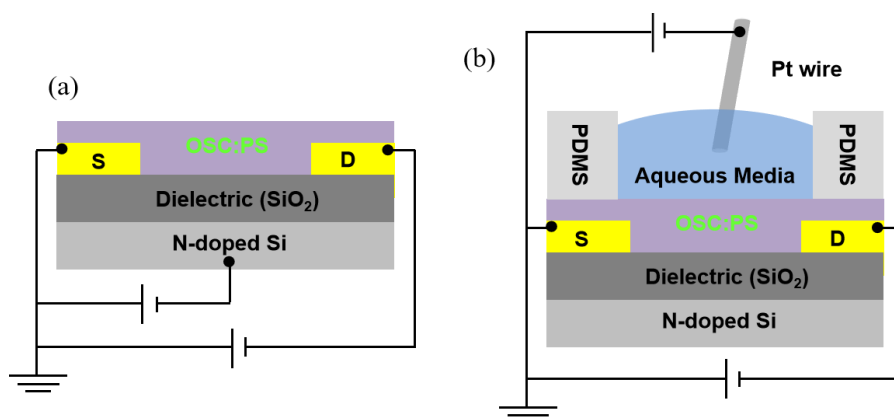 (a)
OSC:PS
S
D
Dielectric (SiO₂)
N-doped Si
(b)
Pt wire
PDMS
PDMS
Aqueous Media
OSC:PS
S
D
Dielectric (SiO₂)
N-doped Si